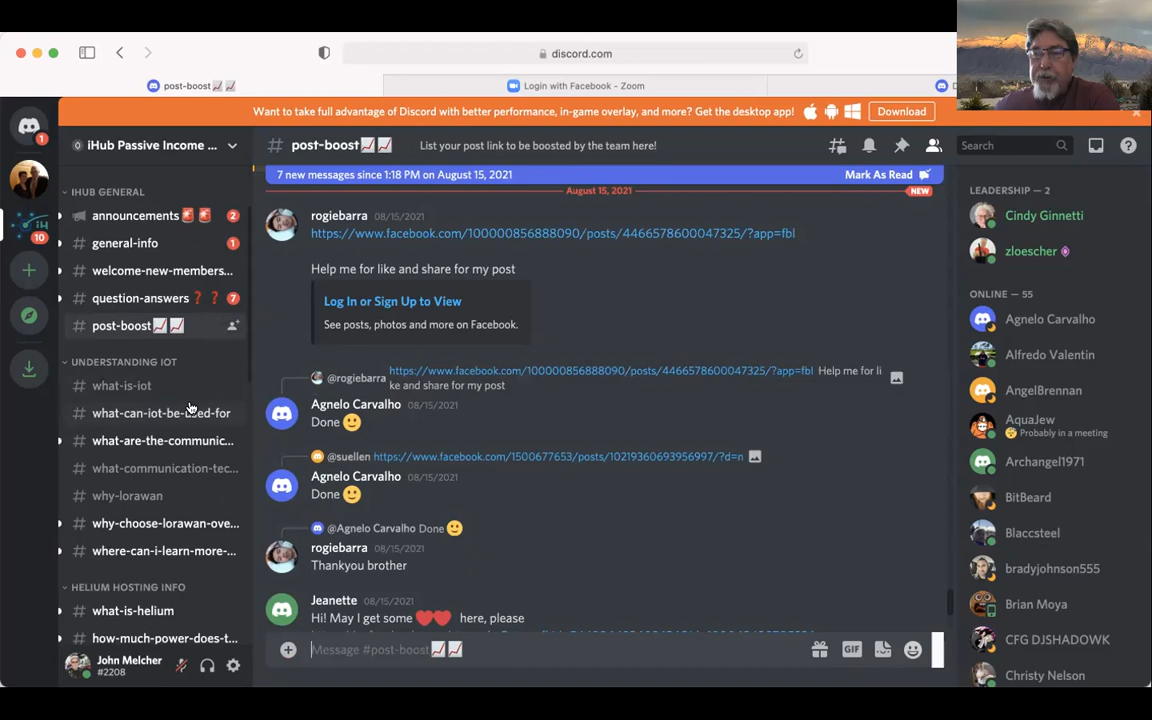 discord.com
post-boost📈📈
Login with Facebook - Zoom
Want to take full advantage of Discord with better performance, in-game overlay, and more? Get the desktop app!
Download
1
iHub Passive Income ...
post-boost📈📈
List your post link to be boosted by the team here!
Search
7 new messages since 1:18 PM on August 15, 2021
Mark As Read
August 15, 2021
NEW
10
IHUB GENERAL
announcements🚨🚨
2
general-info
1
welcome-new-members...
question-answers❓❓
7
post-boost📈📈
UNDERSTANDING IOT
what-is-iot
what-can-iot-be-used-for
what-are-the-communic...
what-communication-tec...
why-lorawan
why-choose-lorawan-ove...
where-can-i-learn-more-...
HELIUM HOSTING INFO
what-is-helium
how-much-power-does-t...
John Melcher
#2208
rogiebarra 08/15/2021
https://www.facebook.com/100000856888090/posts/4466578600047325/?app=fbl
Help me for like and share for my post
Log In or Sign Up to View
See posts, photos and more on Facebook.
@rogiebarra https://www.facebook.com/100000856888090/posts/4466578600047325/?app=fbl Help me for li
ke and share for my post
Agnelo Carvalho 08/15/2021
Done 🙂
@suellen https://www.facebook.com/1500677653/posts/10219360693956997/?d=n
Agnelo Carvalho 08/15/2021
Done 🙂
@Agnelo Carvalho Done 🙂
rogiebarra 08/15/2021
Thankyou brother
Jeanette 08/15/2021
Hi! May I get some ❤️❤️ here, please
Message #post-boost📈📈
GIF
LEADERSHIP — 2
Cindy Ginnetti
zloescher
ONLINE — 55
Agnelo Carvalho
Alfredo Valentin
AngelBrennan
AquaJew
Probably in a meeting
Archangel1971
BitBeard
Blaccsteel
bradyjohnson555
Brian Moya
CFG DJSHADOWK
Christy Nelson